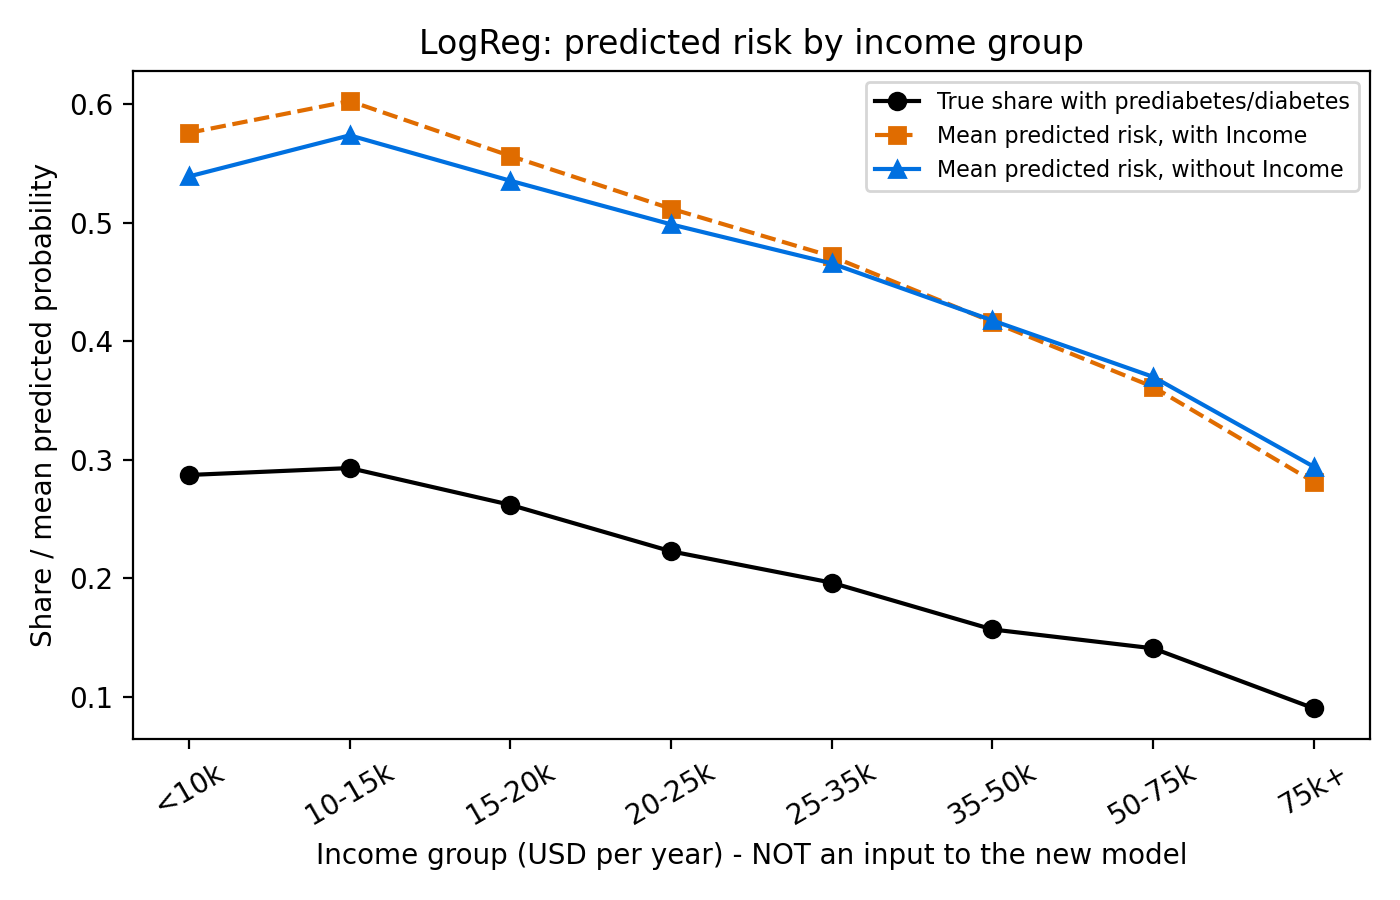 LogReg: predicted risk by income group
True share with prediabetes/diabetes
Mean predicted risk, with Income
Mean predicted risk, without Income
Share / mean predicted probability
0.6
0.5
0.4
0.3
0.2
0.1
<10k
10-15k
15-20k
20-25k
25-35k
35-50k
50-75k
75k+
Income group (USD per year) - NOT an input to the new model